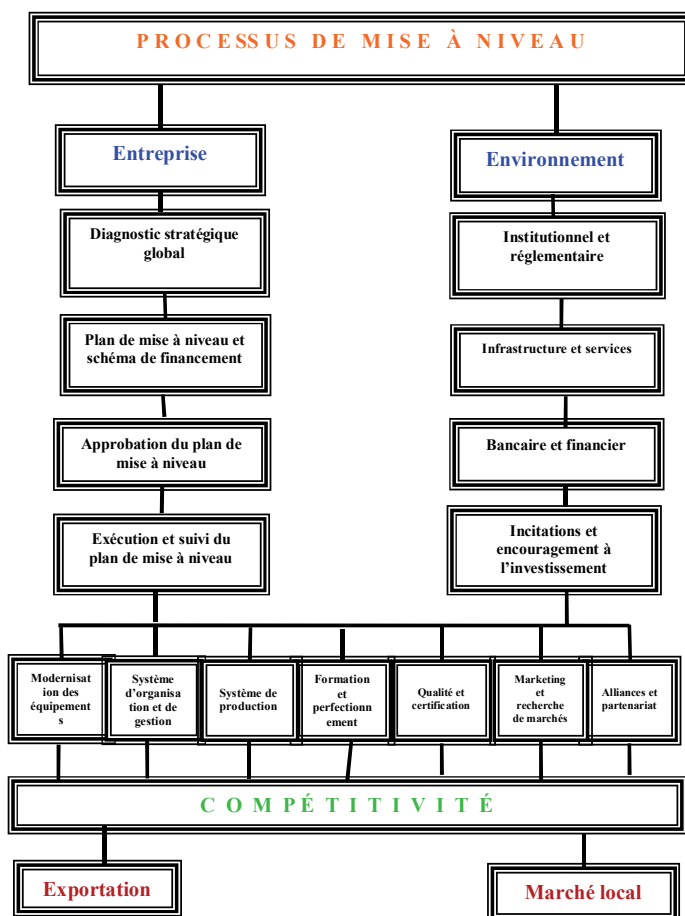 PROCESSUS DE MISE À NIVEAU
Entreprise
Environnement
Diagnostic stratégique
global
Institutionnel et
réglementaire
Plan de mise à niveau et
schéma de financement
Infrastructure et services
Approbation du plan de
mise à niveau
Bancaire et financier
Exécution et suivi du
plan de mise à niveau
Incitations et
encouragement à
l’investissement
Modernisat
ion des
équipement
s
Système
d’organisa
tion et de
gestion
Système de
production
Formation
et
perfectionn
ement
Qualité et
certification
Marketing
et
recherche
de marchés
Alliances et
partenariat
COMPÉTITIVITÉ
Exportation
Marché local